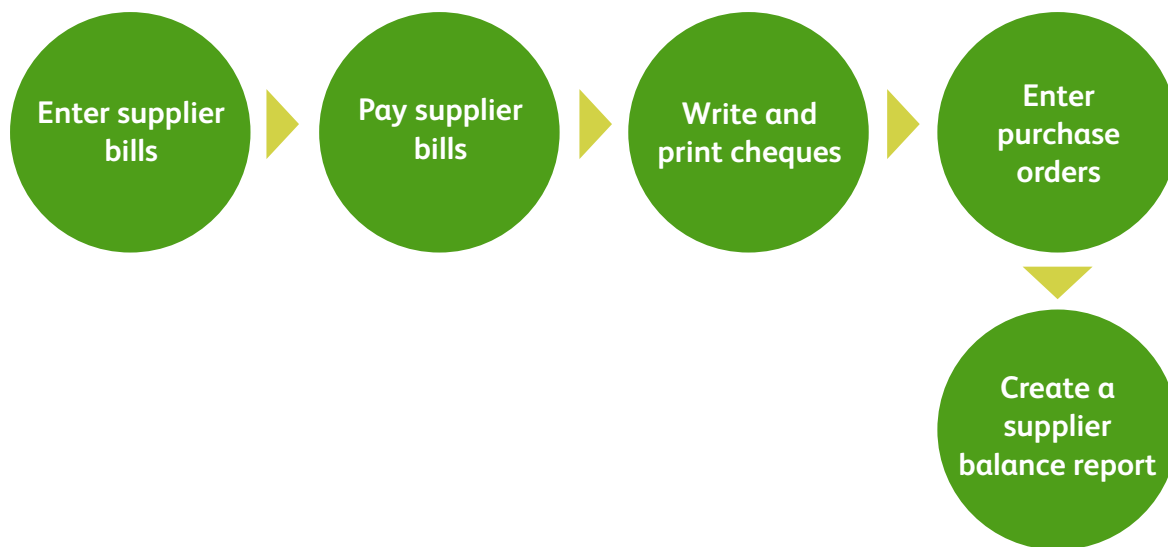 Enter supplier
bills
Pay supplier
bills
Write and
print cheques
Enter
purchase
orders
Create a
supplier
balance report